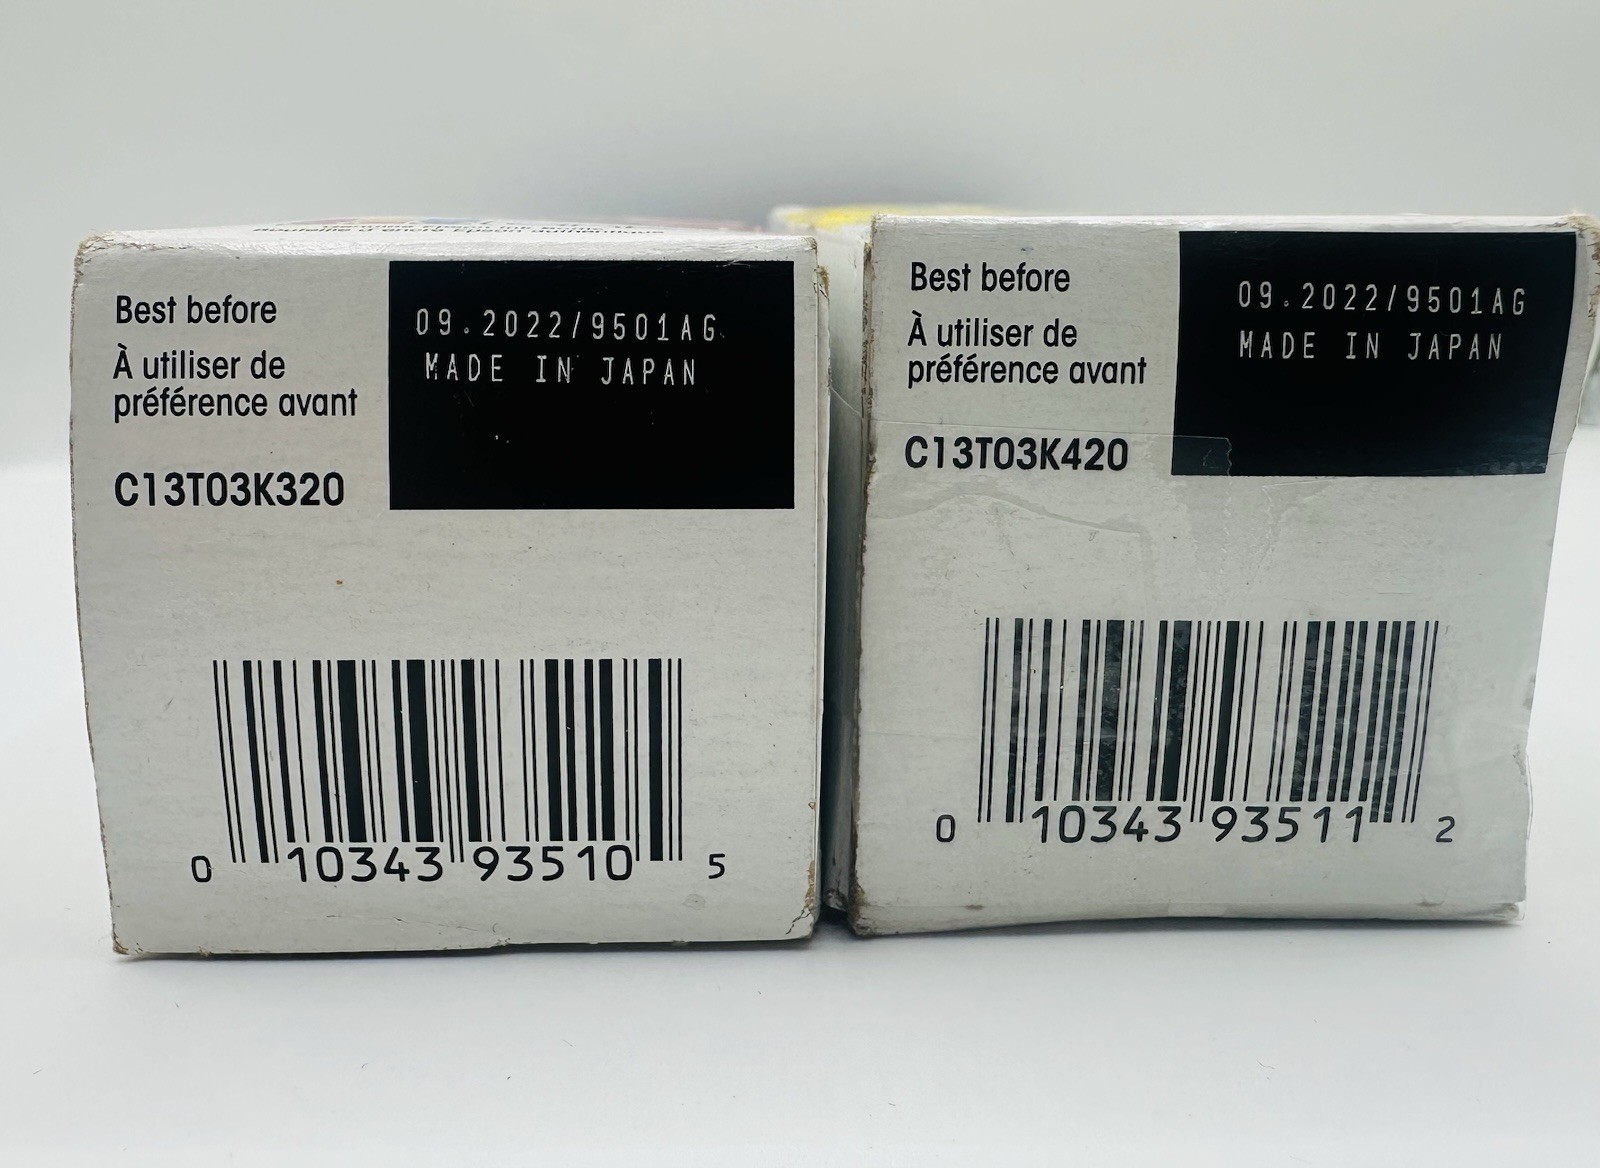 Best before
À utiliser de
préférence avant
C13T03K320
09.2022/9501AG
MADE IN JAPAN
0 10343 93510 5
Best before
À utiliser de
préférence avant
C13T03K420
09.2022/9501AG
MADE IN JAPAN
0 10343 93511 2